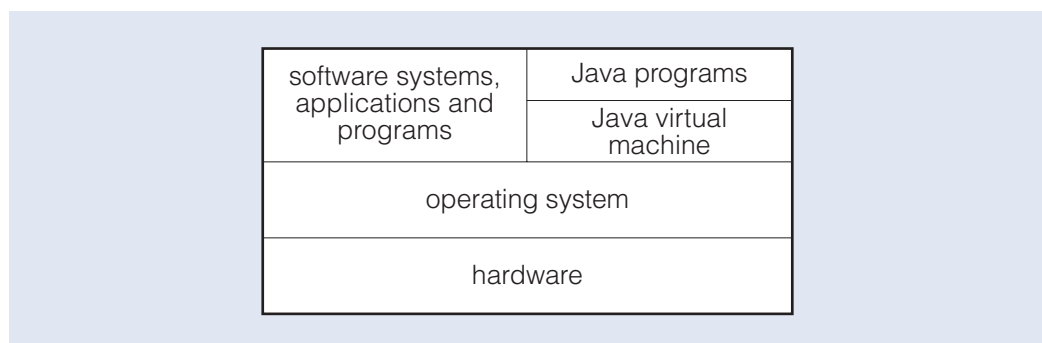 software systems,
applications and
programs
Java programs
Java virtual
machine
operating system
hardware